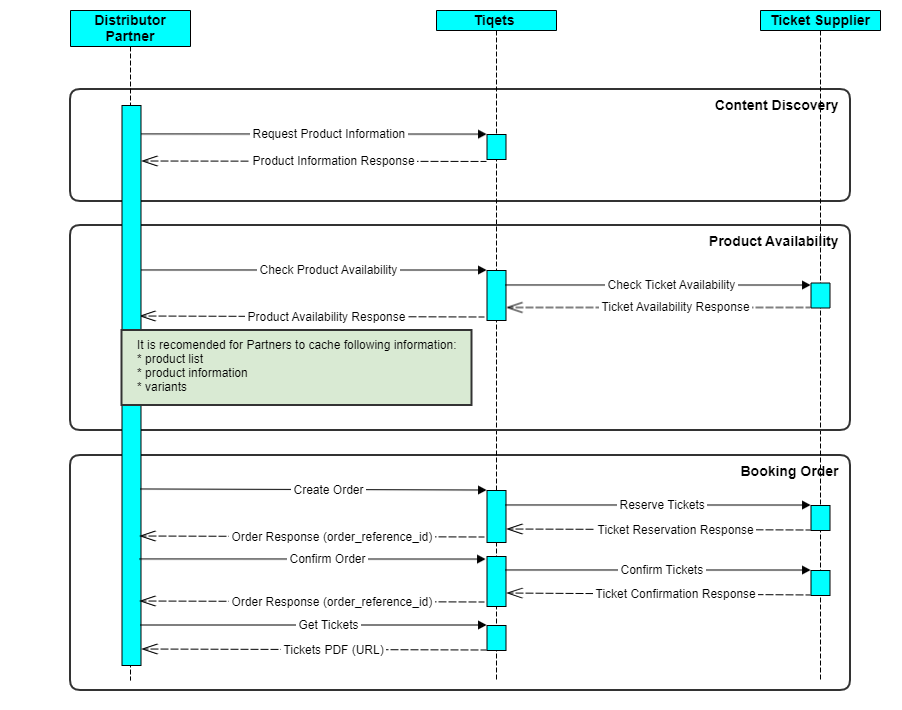 Distributor
Partner
Tiqets
Ticket Supplier
Content Discovery
Request Product Information
Product Information Response
Product Availability
Check Product Availability
Check Ticket Availability
Ticket Availability Response
Product Availability Response
It is recomended for Partners to cache following information:
* product list
* product information
* variants
Booking Order
Create Order
Reserve Tickets
Ticket Reservation Response
Order Response (order_reference_id)
Confirm Order
Confirm Tickets
Ticket Confirmation Response
Order Response (order_reference_id)
Get Tickets
Tickets PDF (URL)